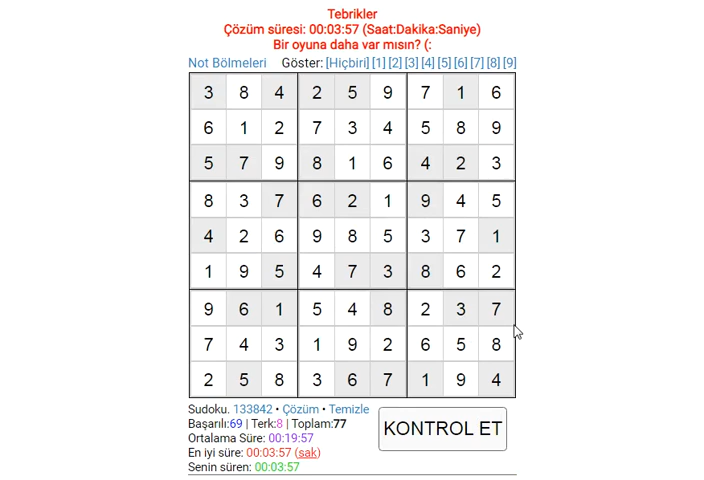 Tebrikler
Çözüm süresi: 00:03:57 (Saat:Dakika:Saniye)
Bir oyuna daha var mısın? (:
Not Bölmeleri Göster: [Hiçbiri] [1] [2] [3] [4] [5] [6] [7] [8] [9]
3 8 4 2 5 9 7 1 6
6 1 2 7 3 4 5 8 9
5 7 9 8 1 6 4 2 3
8 3 7 6 2 1 9 4 5
4 2 6 9 8 5 3 7 1
1 9 5 4 7 3 8 6 2
9 6 1 5 4 8 2 3 7
7 4 3 1 9 2 6 5 8
2 5 8 3 6 7 1 9 4
Sudoku. 133842 • Çözüm • Temizle
Başarılı:69 | Terk:8 | Toplam:77
Ortalama Süre: 00:19:57
En iyi süre: 00:03:57 (sak)
Senin süren: 00:03:57
KONTROL ET